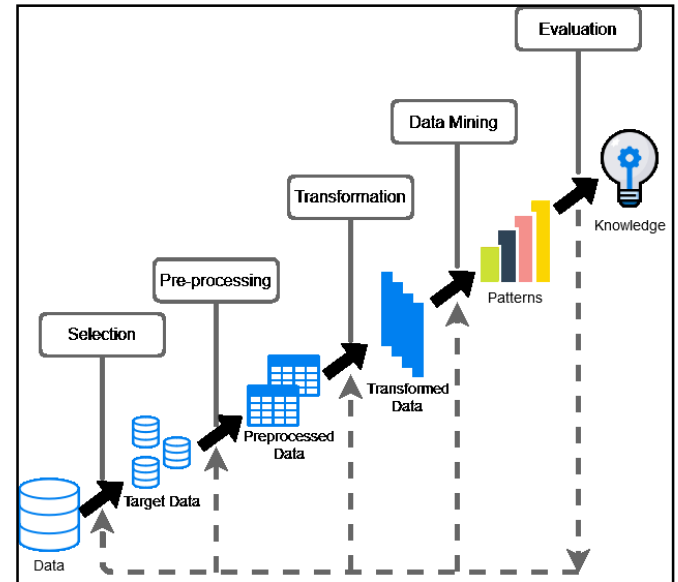 Evaluation
Data Mining
Knowledge
Transformation
Patterns
Pre-processing
Transformed
Data
Selection
Preprocessed
Data
Target Data
Data